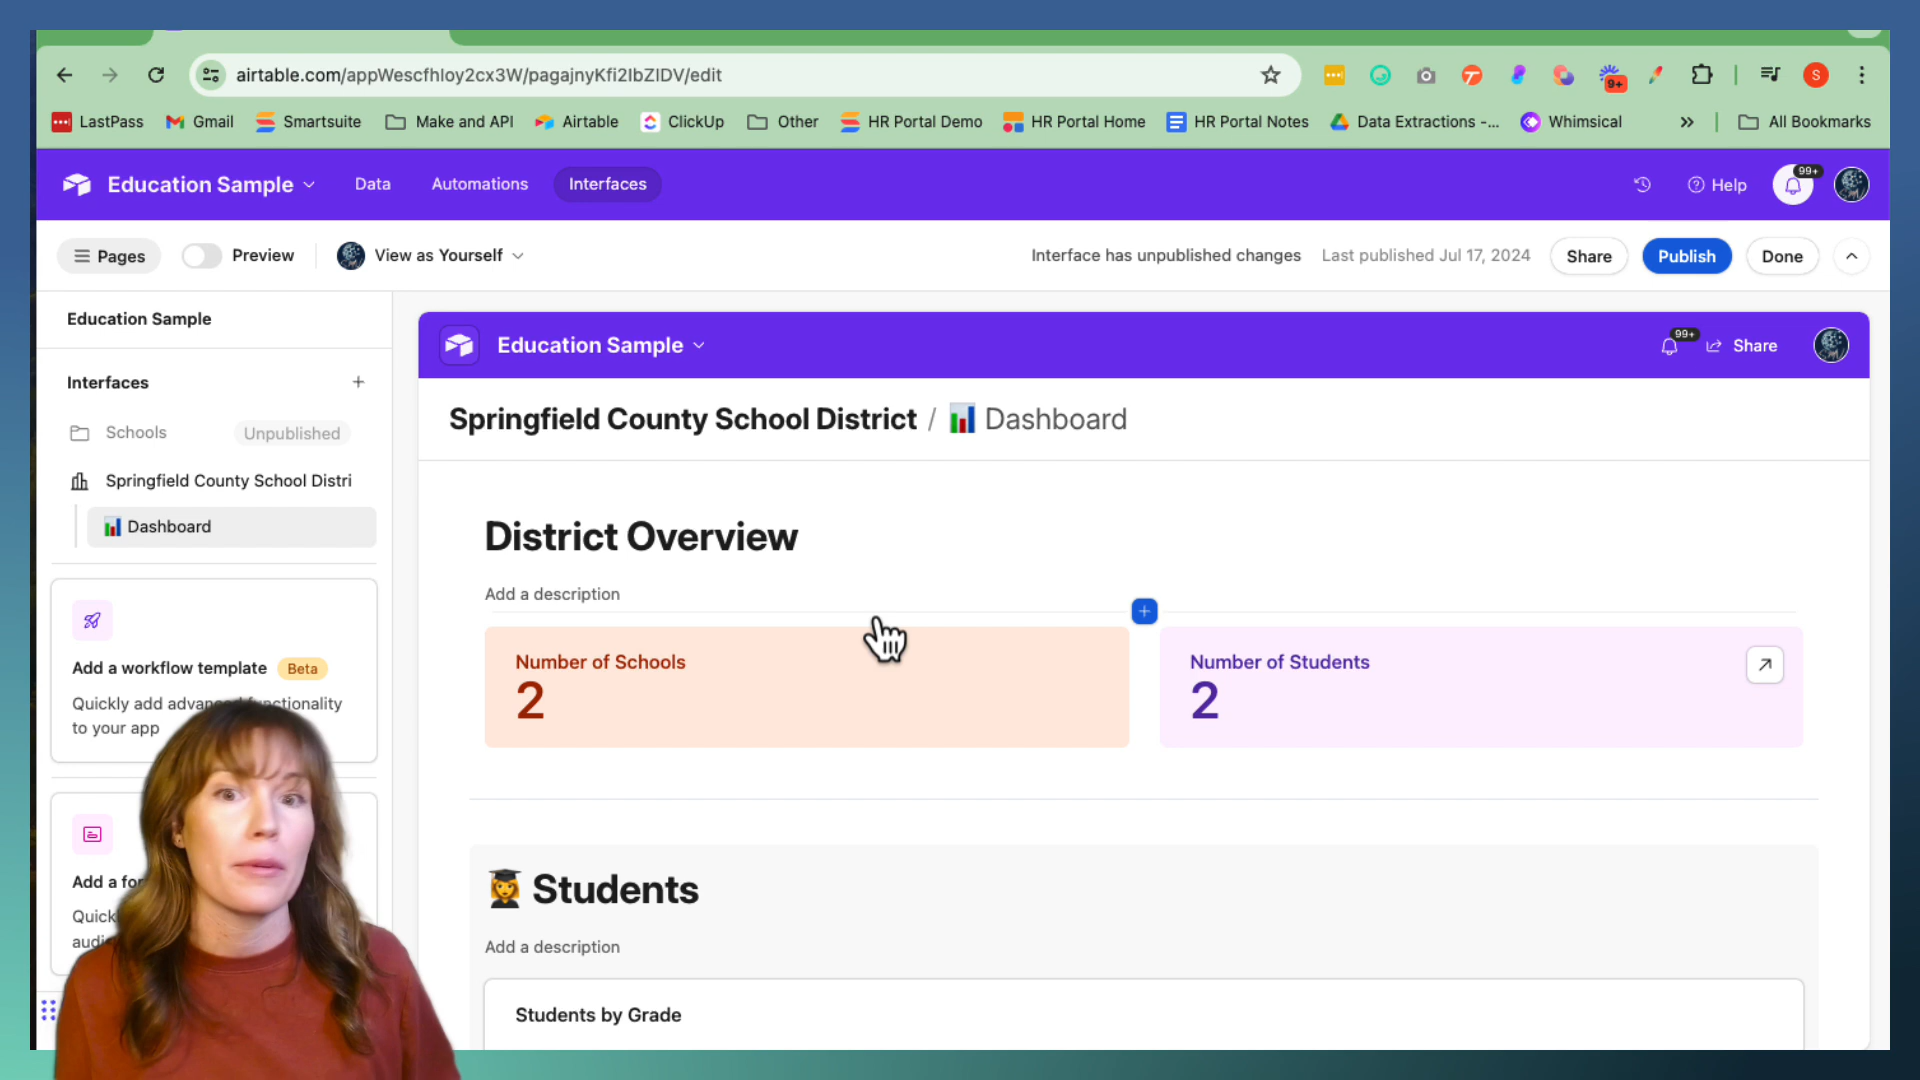 airtable.com/appWescfhloy2cx3W/pagajnyKfi2IbZIDV/edit
9+
S
LastPass
Gmail
Smartsuite
Make and API
Airtable
ClickUp
Other
HR Portal Demo
HR Portal Home
HR Portal Notes
Data Extractions -...
Whimsical
All Bookmarks
Education Sample
Data
Automations
Interfaces
Help
99+
Pages
Preview
View as Yourself
Interface has unpublished changes
Last published Jul 17, 2024
Share
Publish
Done
Education Sample
Interfaces
Schools
Unpublished
Springfield County School Distri
Dashboard
Add a workflow template
Beta
Quickly add advan
ctionality
to your app
Add a for
Quick
audi
Education Sample
99+
Share
Springfield County School District / Dashboard
District Overview
Add a description
Number of Schools
2
Number of Students
2
Students
Add a description
Students by Grade